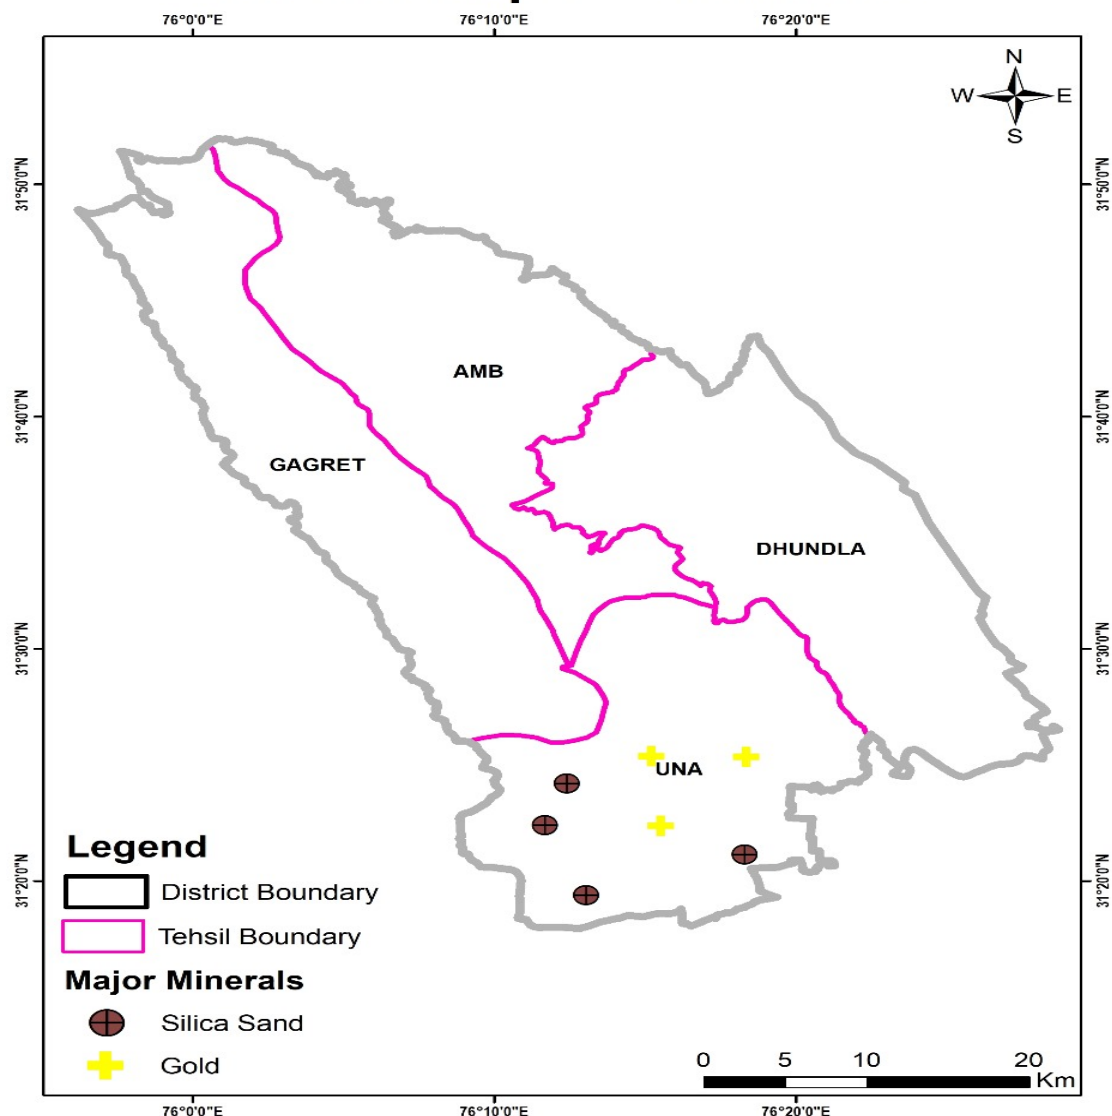 76°0'0"E 76°10'0"E 76°20'0"E
N
W E
S
31°50'0"N 31°50'0"N
AMB
31°40'0"N 31°40'0"N
GAGRET
DHUNDLA
31°30'0"N 31°30'0"N
UNA
Legend
District Boundary
31°20'0"N 31°20'0"N
Tehsil Boundary
Major Minerals
Silica Sand
Gold
0 5 10 20
Km
76°0'0"E 76°10'0"E 76°20'0"E